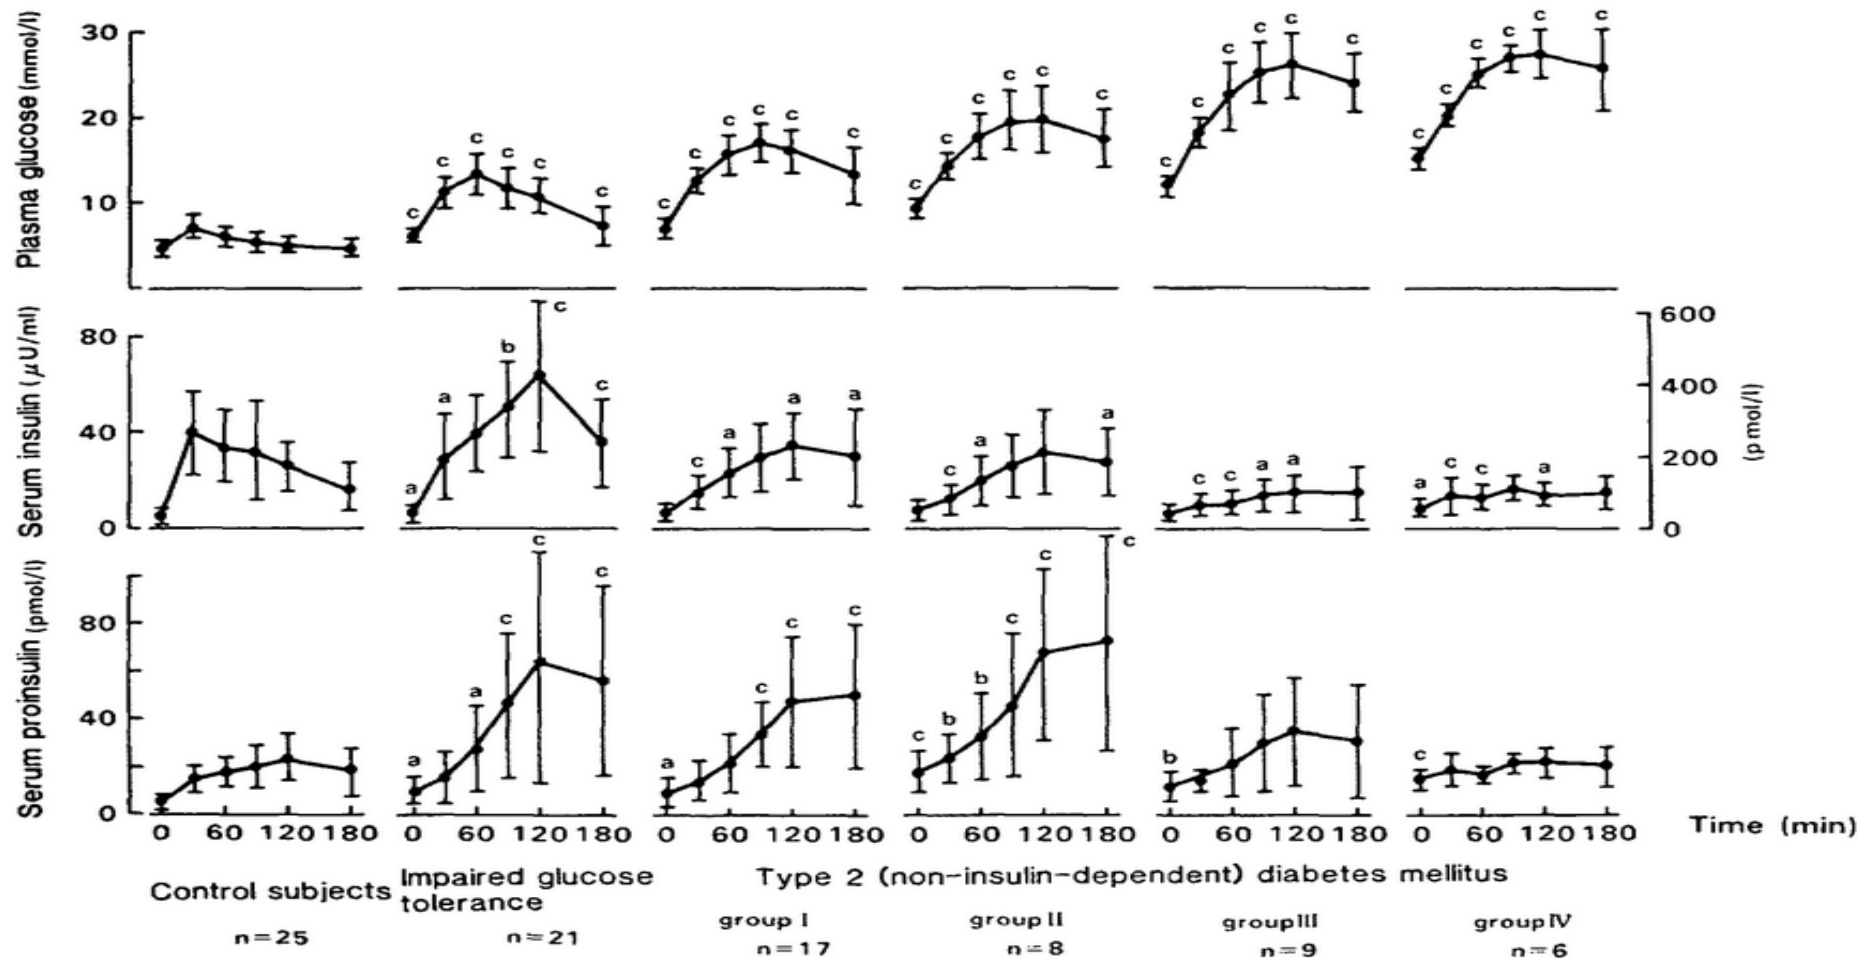 Plasma glucose (mmol/l)
30
20
10
c c c c c c
c c c c c c
c c c c c c
c c c c c c
c c c c c c
Serum insulin (μU/ml)
80
40
0
a a b c c
c a a a
c a a
c c a a
a c c a
600
400
200
0
(pmol/l)
Serum proinsulin (pmol/l)
80
40
0
a a c c c
a c c c
c b b c c c
b
c
0 60 120 180
0 60 120 180
0 60 120 180
0 60 120 180
0 60 120 180
0 60 120 180
Time (min)
Control subjects
n=25
Impaired glucose
tolerance
n=21
Type 2 (non-insulin-dependent) diabetes mellitus
group I
n=17
group II
n=8
group III
n=9
group IV
n=6